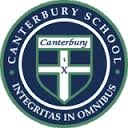 CANTERBURY SCHOOL
Canterbury
L
X
INTEGRITAS IN OMNIBUS